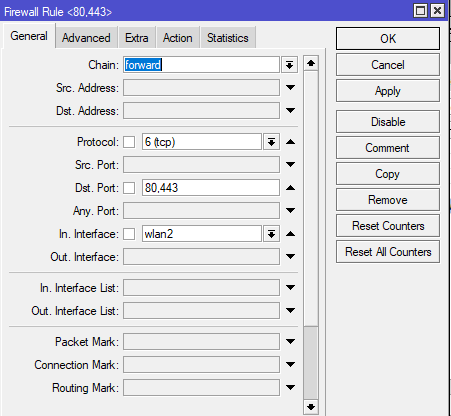 Firewall Rule <80,443>
General Advanced Extra Action Statistics
Chain: forward
Src. Address:
Dst. Address:
Protocol: 6 (tcp)
Src. Port:
Dst. Port: 80,443
Any. Port:
In. Interface: wlan2
Out. Interface:
In. Interface List:
Out. Interface List:
Packet Mark:
Connection Mark:
Routing Mark:
OK
Cancel
Apply
Disable
Comment
Copy
Remove
Reset Counters
Reset All Counters